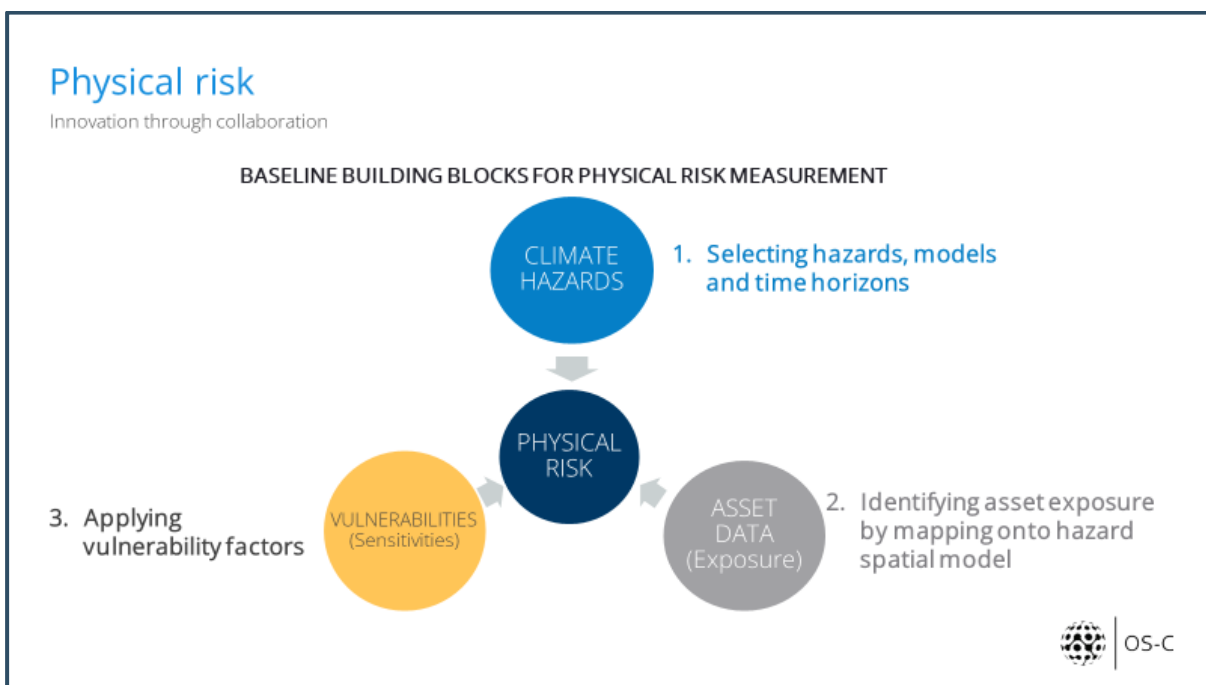 Physical risk
Innovation through collaboration
BASELINE BUILDING BLOCKS FOR PHYSICAL RISK MEASUREMENT
CLIMATE
HAZARDS
1. Selecting hazards, models
and time horizons
PHYSICAL
RISK
3. Applying
vulnerability factors
VULNERABILITIES
(Sensitivities)
ASSET
DATA
(Exposure)
2. Identifying asset exposure
by mapping onto hazard
spatial model
OS-C